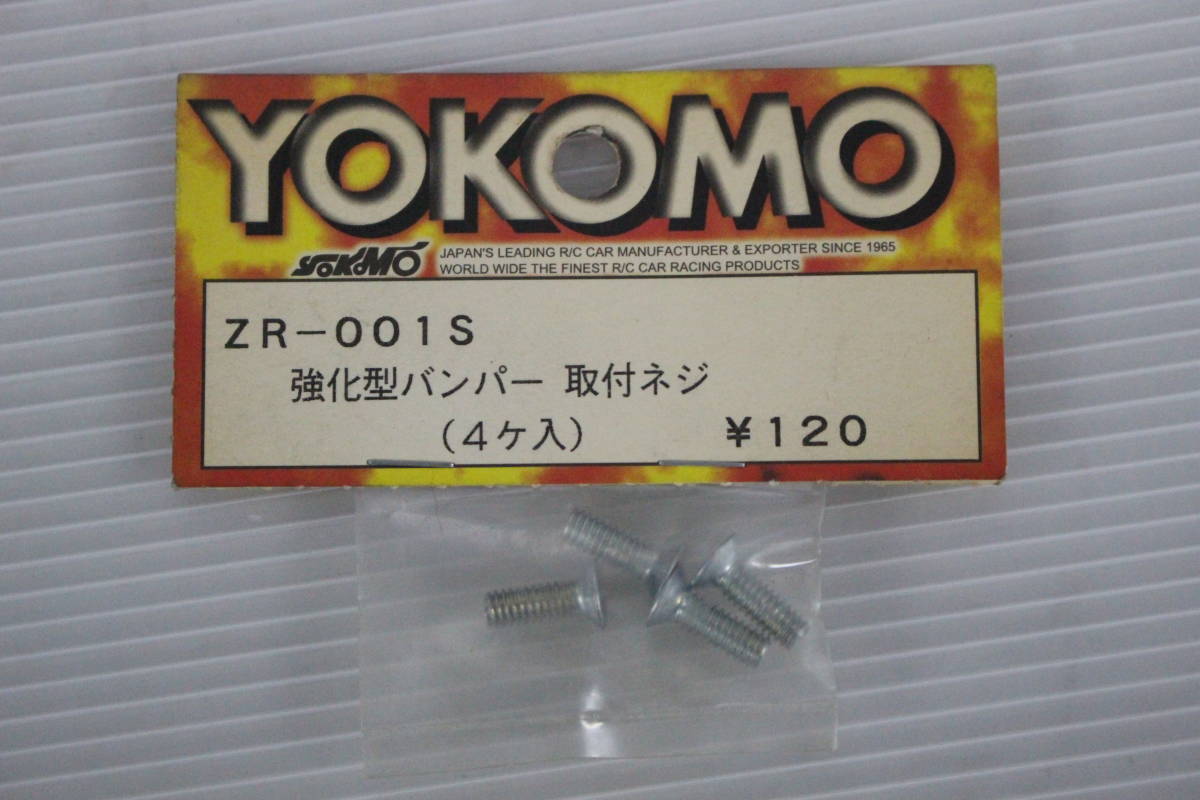 YOKOMO
YOKOMO
JAPAN'S LEADING R/C CAR MANUFACTURER & EXPORTER SINCE 1965
WORLD WIDE THE FINEST R/C CAR RACING PRODUCTS
ZR-001S
強化型バンパー 取付ネジ
(4ケ入) ¥120